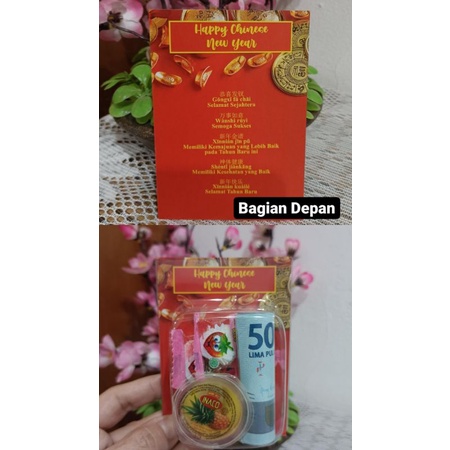 Happy Chinese
New Year
恭喜发财
Gōngxǐ fā cái
Selamat Sejahtera
万事如意
Wànshì rúyì
Semoga Sukses
新年进步
Xīnnián jìn pú
Memiliki Kemajuan yang Lebih Baik
pada Tahun Baru ini
身体健康
Shentǐ jiànkāng
Memiliki Kesehatan yang Baik
新年快乐
Xīnnián kuàilè
Selamat Tahun Baru
Bagian Depan
Happy Chinese
New Year
50
LIMA PU
NACO